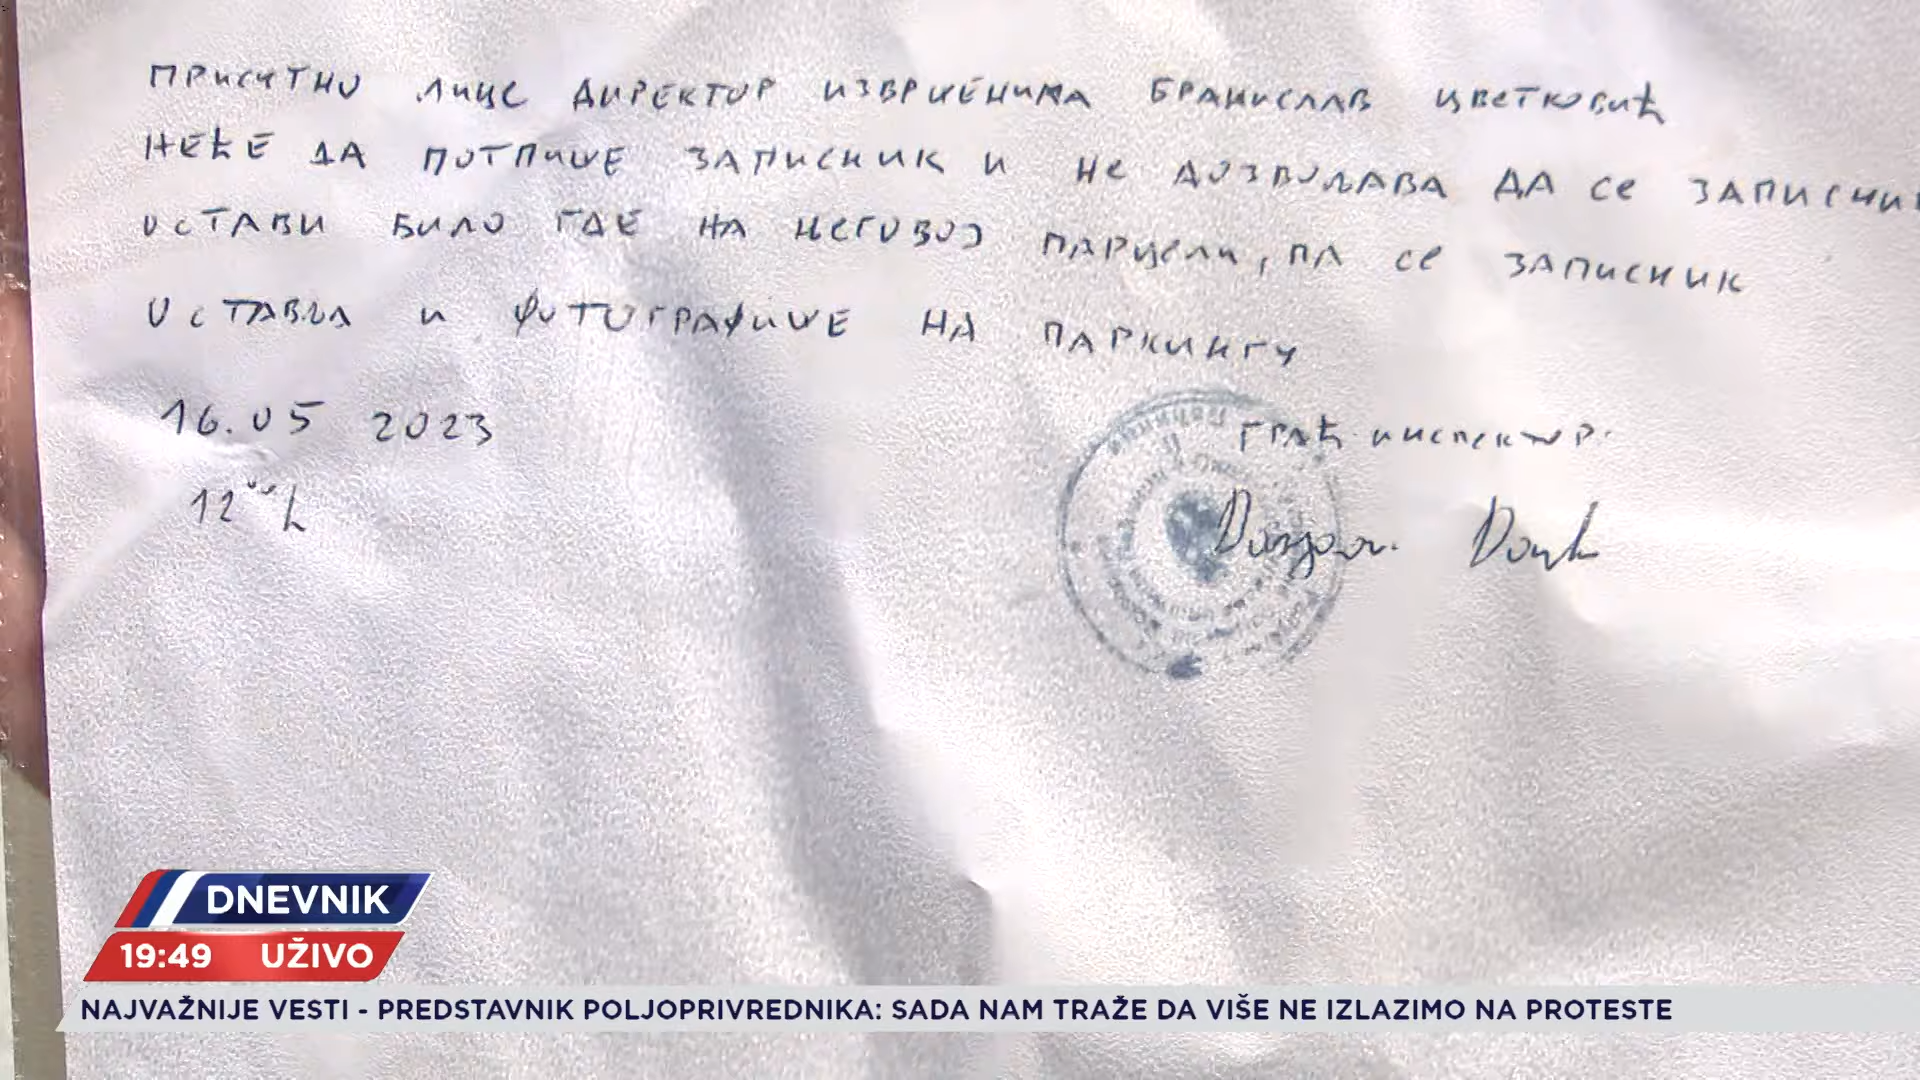 ПРИСУТНО ЛИЦЕ ДИРЕКТОР ИЗВРШЕНИМА БРАНИСЛАВ ЦВЕТКОВИЋ
НЕЋЕ ДА ПОТПИШЕ ЗАПИСНИК И НЕ ДОЗВОЉАВА ДА СЕ ЗАПИСНИ
ОСТАВИ БИЛО ГДЕ НА ЊЕГОВОЈ ПАРЦЕЛИ, ПА СЕ ЗАПИСНИК
ОСТАВЉА И ФОТОГРАФИШЕ НА ПАРКИНГУ
16.05 2023
12⁰⁰ h
ГРАЂ. ИНСПЕКТОР.
DNEVNIK
19:49 UŽIVO
NAJVAŽNIJE VESTI - PREDSTAVNIK POLJOPRIVREDNIKA: SADA NAM TRAŽE DA VIŠE NE IZLAZIMO NA PROTESTE